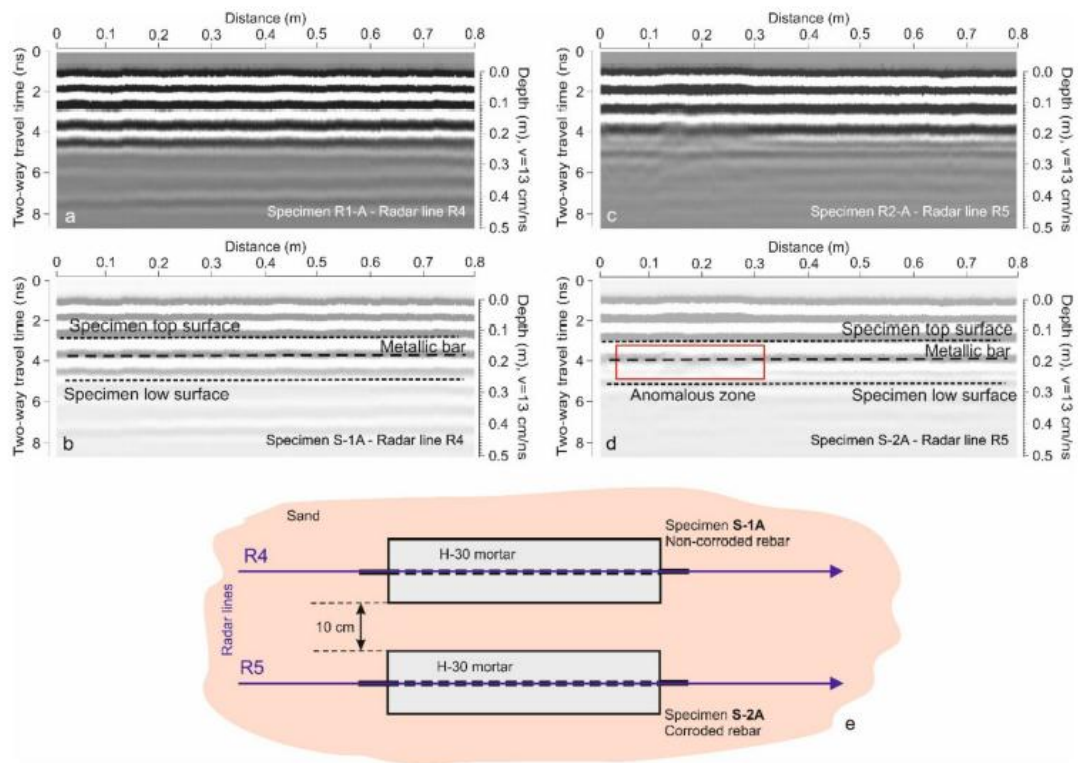 Distance (m)
0 0.1 0.2 0.3 0.4 0.5 0.6 0.7 0.8
Two-way travel time (ns)
0
2
4
6
8
0.0
0.1
0.2
0.3
0.4
0.5
Depth (m), v=13 cm/ns
a
Specimen R1-A - Radar line R4
Distance (m)
0 0.1 0.2 0.3 0.4 0.5 0.6 0.7 0.8
Two-way travel time (ns)
0
2
4
6
8
0.0
0.1
0.2
0.3
0.4
0.5
Depth (m), v=13 cm/ns
c
Specimen R2-A - Radar line R5
Distance (m)
0 0.1 0.2 0.3 0.4 0.5 0.6 0.7 0.8
Two-way travel time (ns)
0
2
4
6
8
0.0
0.1
0.2
0.3
0.4
0.5
Depth (m), v=13 cm/ns
Specimen top surface
Metallic bar
Specimen low surface
b
Specimen S-1A - Radar line R4
Distance (m)
0 0.1 0.2 0.3 0.4 0.5 0.6 0.7 0.8
Two-way travel time (ns)
0
2
4
6
8
0.0
0.1
0.2
0.3
0.4
0.5
Depth (m), v=13 cm/ns
Specimen top surface
Metallic bar
Anomalous zone
Specimen low surface
d
Specimen S-2A - Radar line R5
Sand
Specimen S-1A
Non-corroded rebar
H-30 mortar
R4
Radar lines
10 cm
R5
H-30 mortar
Specimen S-2A
Corroded rebar
e